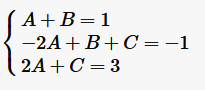 A + B = 1
−2A + B + C = −1
2A + C = 3